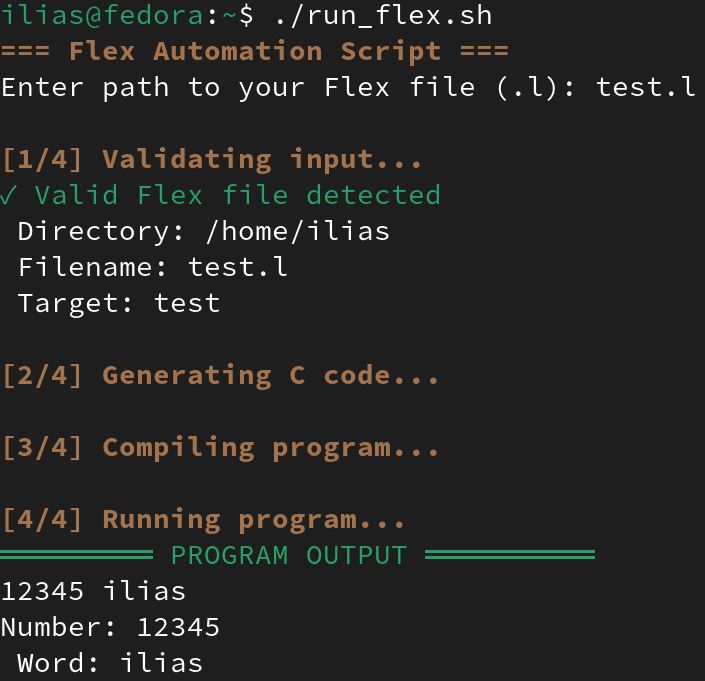 ilias@fedora:~$ ./run_flex.sh
=== Flex Automation Script ===
Enter path to your Flex file (.l): test.l
[1/4] Validating input...
✓ Valid Flex file detected
 Directory: /home/ilias
 Filename: test.l
 Target: test
[2/4] Generating C code...
[3/4] Compiling program...
[4/4] Running program...
═════════ PROGRAM OUTPUT ══════════
12345 ilias
Number: 12345
 Word: ilias